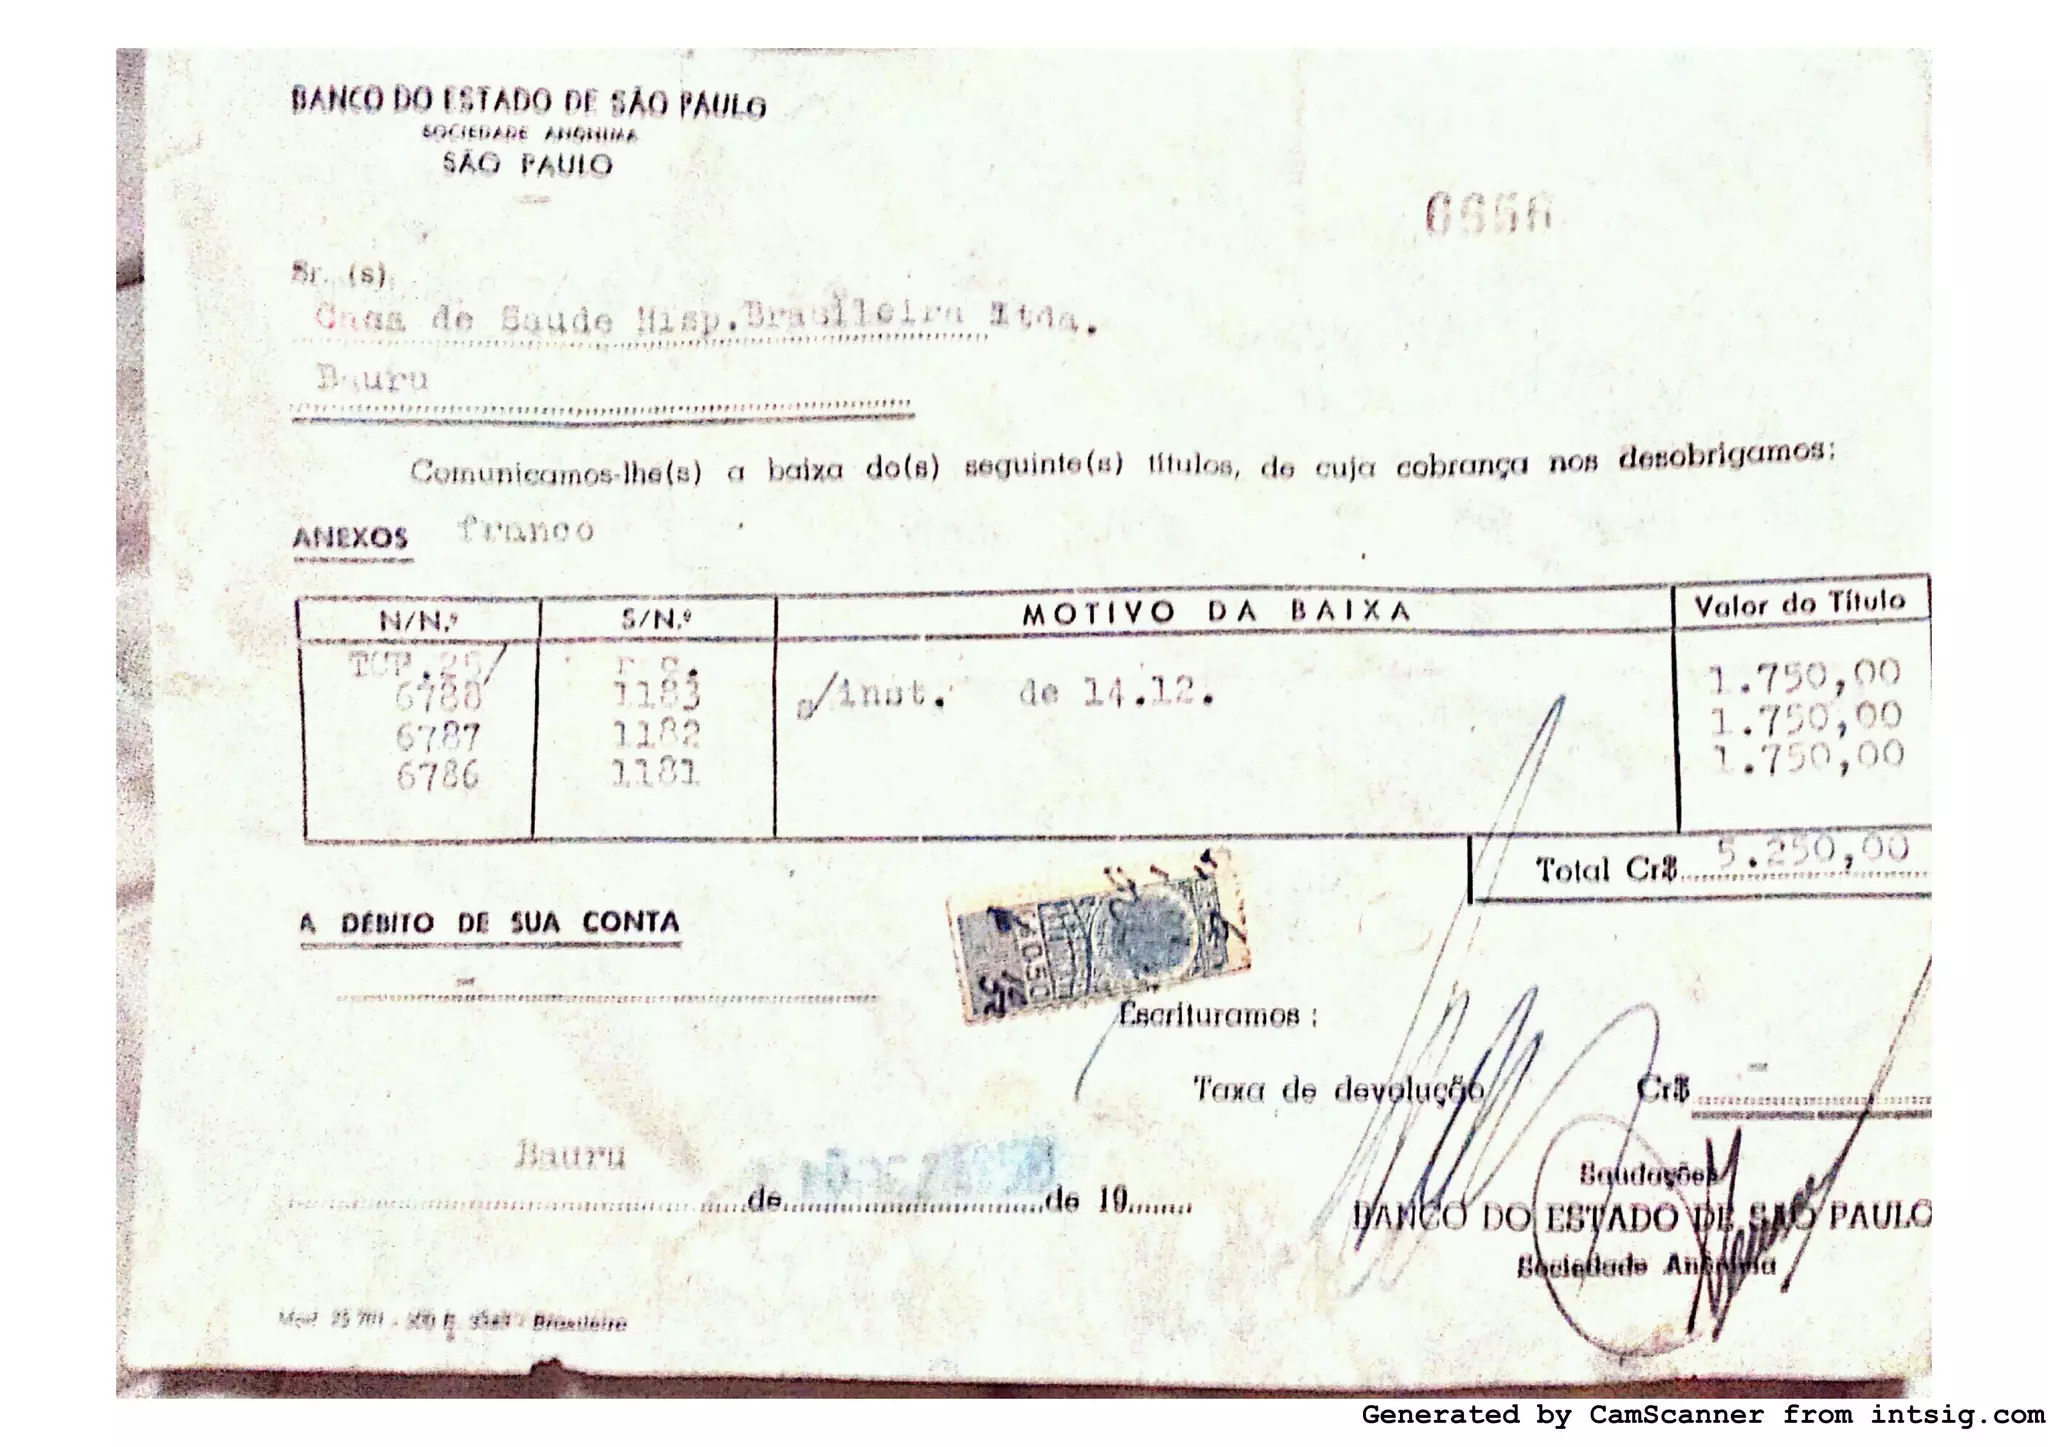 BANCO DO ESTADO DE SÃO PAULO
SOCIEDADE ANONIMA
SÃO PAULO
Sr. (s)
Casa de Saude Hisp.Brasileira Ltda.
Bauru
Comunicamos-lhe(s) a baixa do(s) seguinte(s) títulos, de cuja cobrança nos desobrigamos:
ANEXOS franco
N/N.º S/N.º MOTIVO DA BAIXA Valor do Título
6788 1183 s/inst. de 14.12. 1.750,00
6787 1182 1.750,00
6786 1181 1.750,00
Total Cr$ 5.250,00
A DÉBITO DE SUA CONTA
-
0,50
Escrituramos :
Taxa de devolução Cr$ -
Bauru
de de 19
Saudações
BANCO DO ESTADO DE SÃO PAULO
Sociedade Anônima
Brasileira
Generated by CamScanner from intsig.com